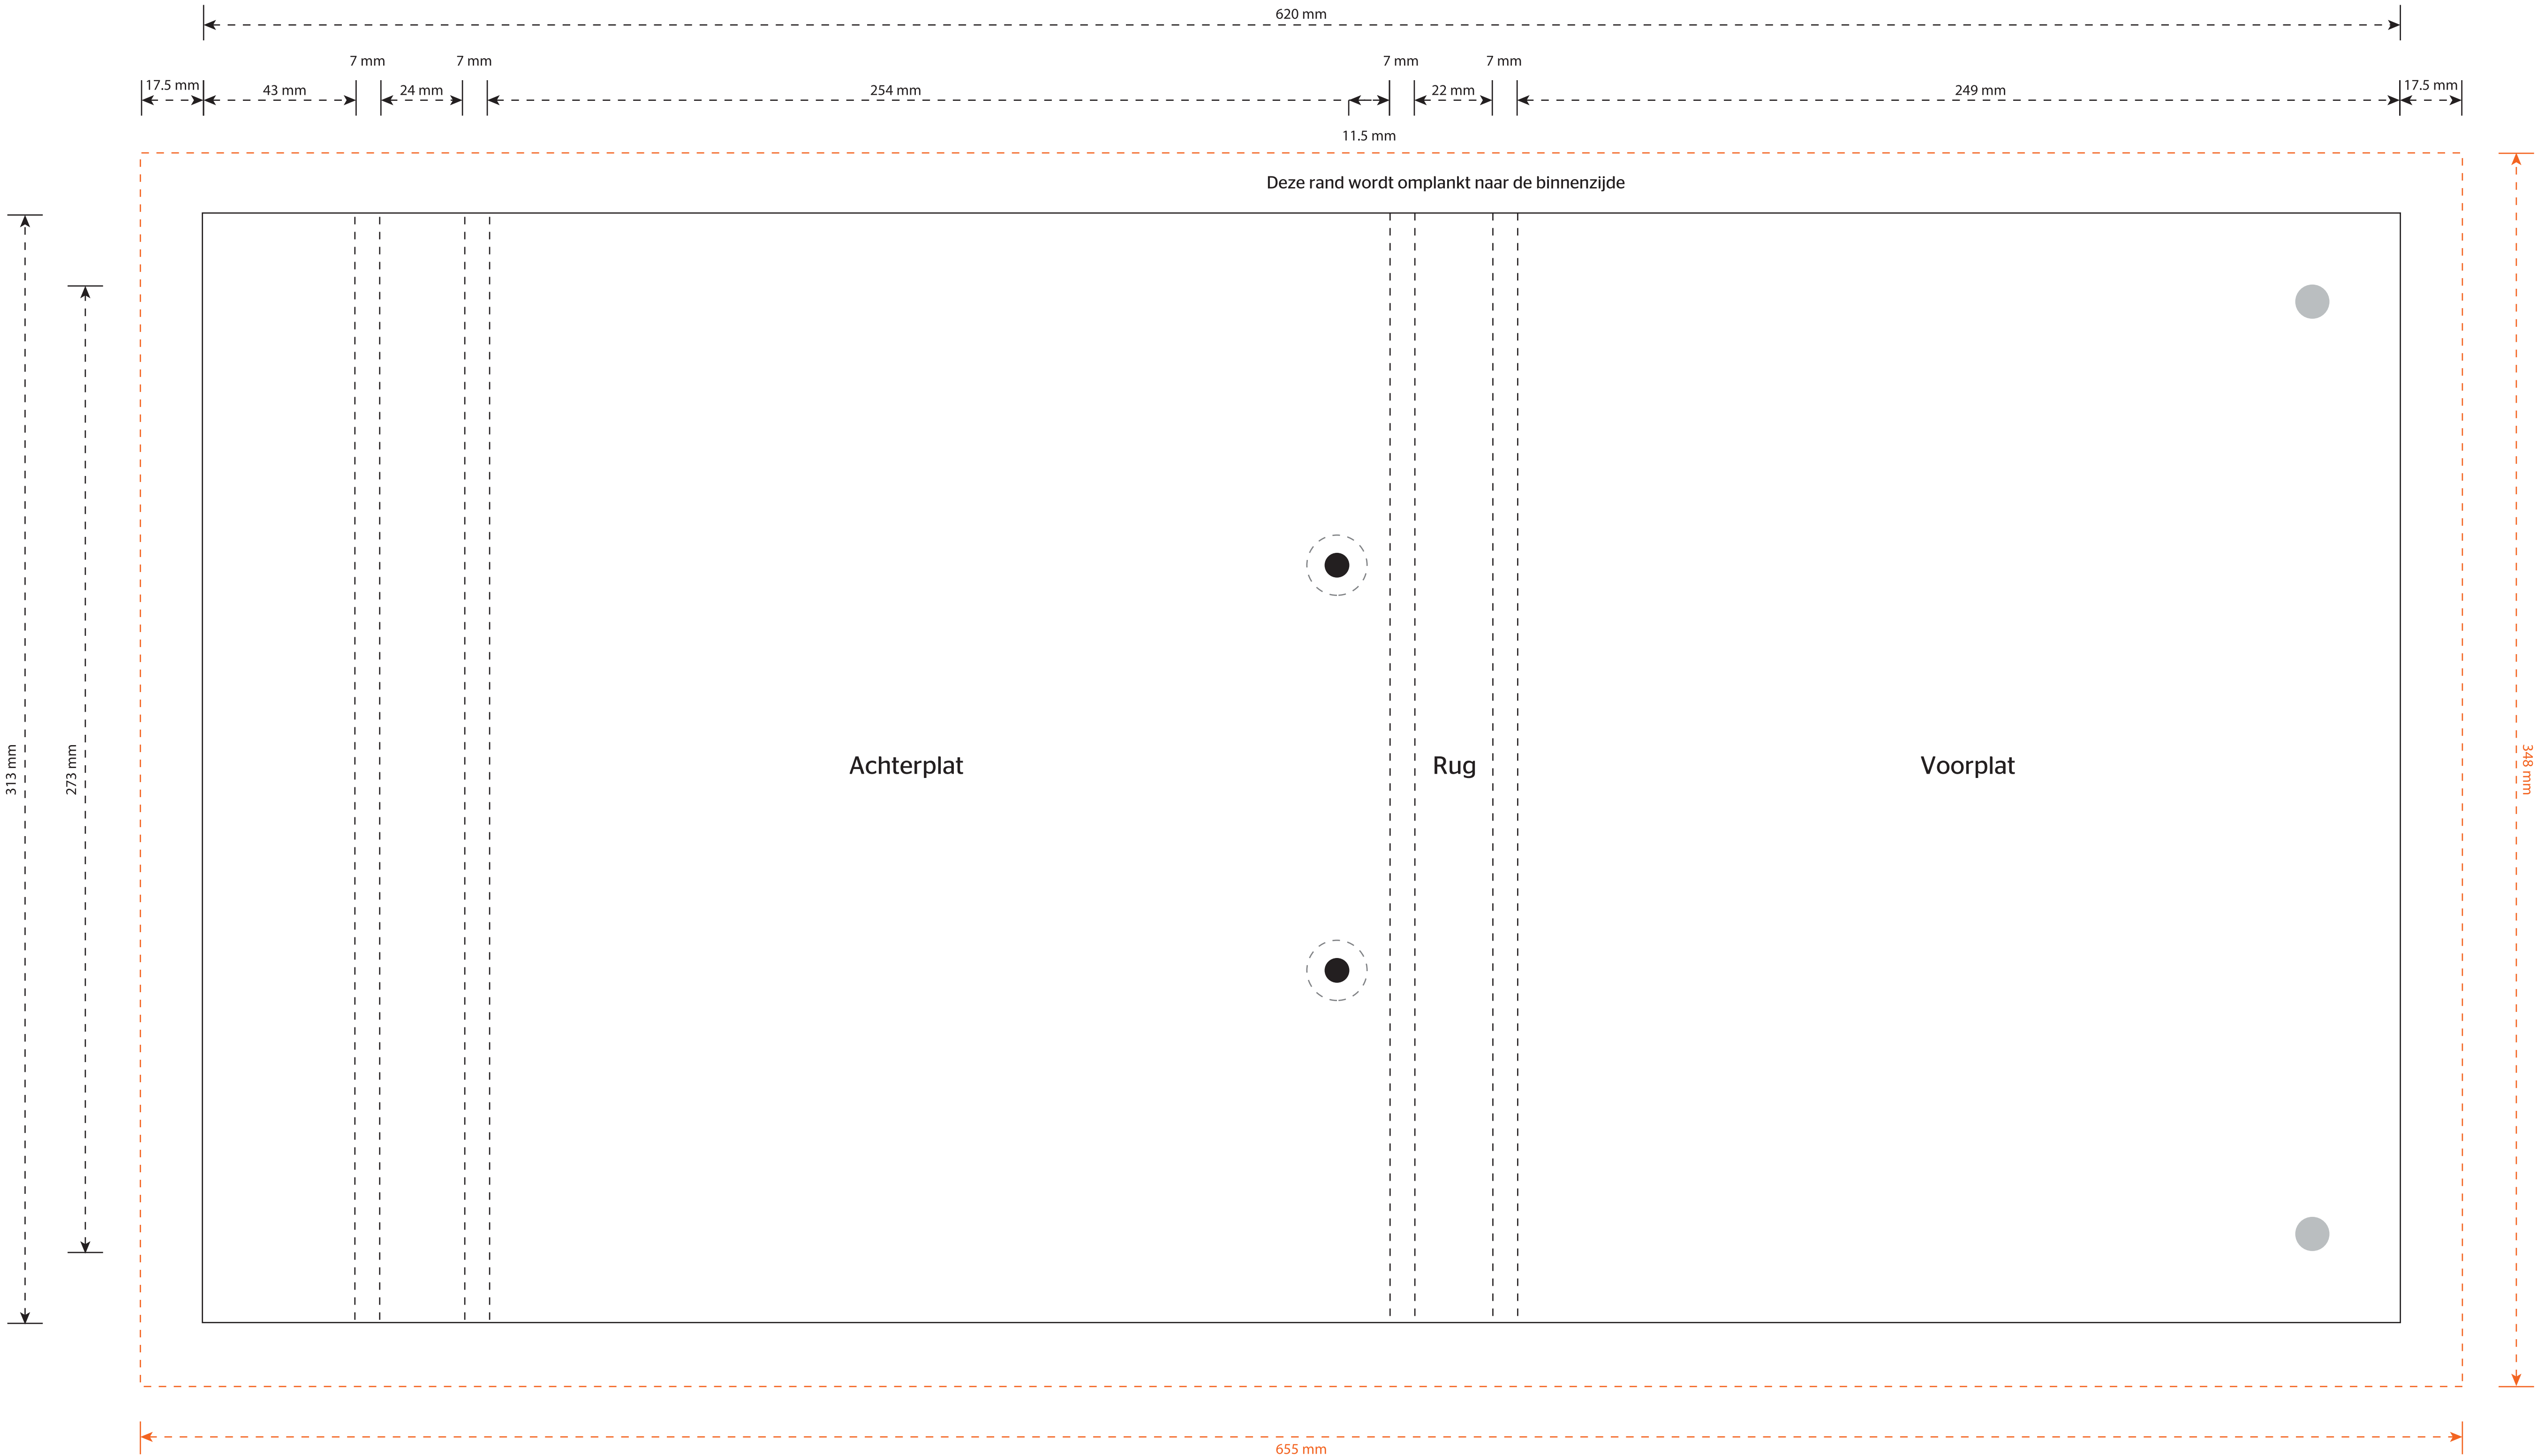 620 mm
7 mm
7 mm
7 mm
7 mm
17.5 mm
43 mm
24 mm
254 mm
22 mm
249 mm
17.5 mm
11.5 mm
Deze rand wordt omplankt naar de binnenzijde
313 mm
273 mm
Achterplat
Rug
Voorplat
348 mm
655 mm